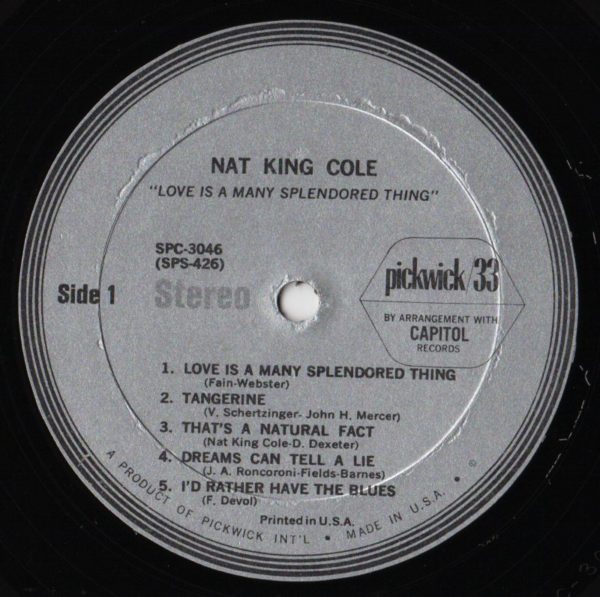 NAT KING COLE
"LOVE IS A MANY SPLENDORED THING"
SPC-3046
(SPS-426)
Side 1
Stereo
pickwick/33
BY ARRANGEMENT WITH
CAPITOL
RECORDS
1. LOVE IS A MANY SPLENDORED THING
(Fain-Webster)
2. TANGERINE
(V. Schertzinger- John H. Mercer)
3. THAT'S A NATURAL FACT
(Nat King Cole-D. Dexeter)
4. DREAMS CAN TELL A LIE
(J. A. Roncoroni-Fields-Barnes)
5. I'D RATHER HAVE THE BLUES
(F. Devol)
Printed in U.S.A.
A PRODUCT OF PICKWICK INT'L • MADE IN U.S.A. • ©